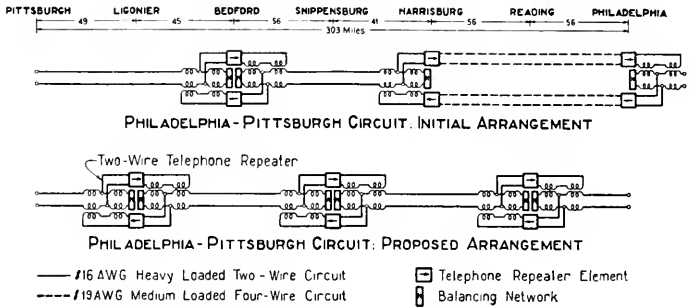 PITTSBURGH LIGONIER BEDFORD SHIPPENSBURG HARRISBURG READING PHILADELPHIA
49 45 56 41 56 56
303 Miles
PHILADELPHIA-PITTSBURGH CIRCUIT: INITIAL ARRANGEMENT
Two-Wire Telephone Repeater
PHILADELPHIA-PITTSBURGH CIRCUIT: PROPOSED ARRANGEMENT
#16 AWG Heavy Loaded Two-Wire Circuit
#19 AWG Medium Loaded Four-Wire Circuit
Telephone Repeater Element
Balancing Network